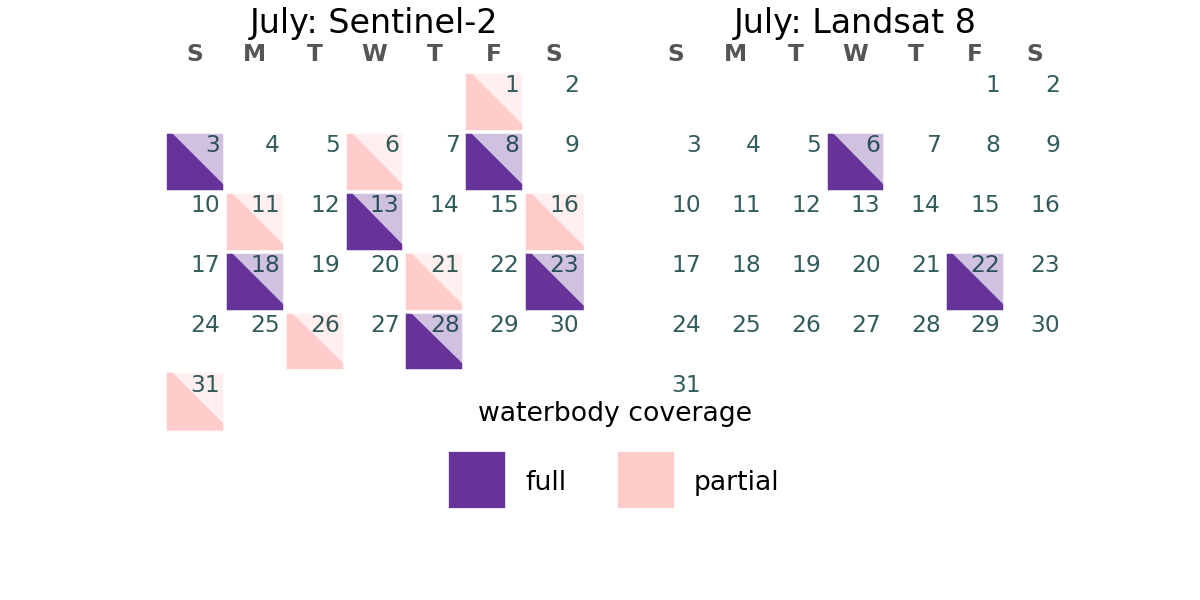 July: Sentinel-2
S M T W T F S
1 2
3 4 5 6 7 8 9
10 11 12 13 14 15 16
17 18 19 20 21 22 23
24 25 26 27 28 29 30
31
July: Landsat 8
S M T W T F S
1 2
3 4 5 6 7 8 9
10 11 12 13 14 15 16
17 18 19 20 21 22 23
24 25 26 27 28 29 30
31
waterbody coverage
full partial